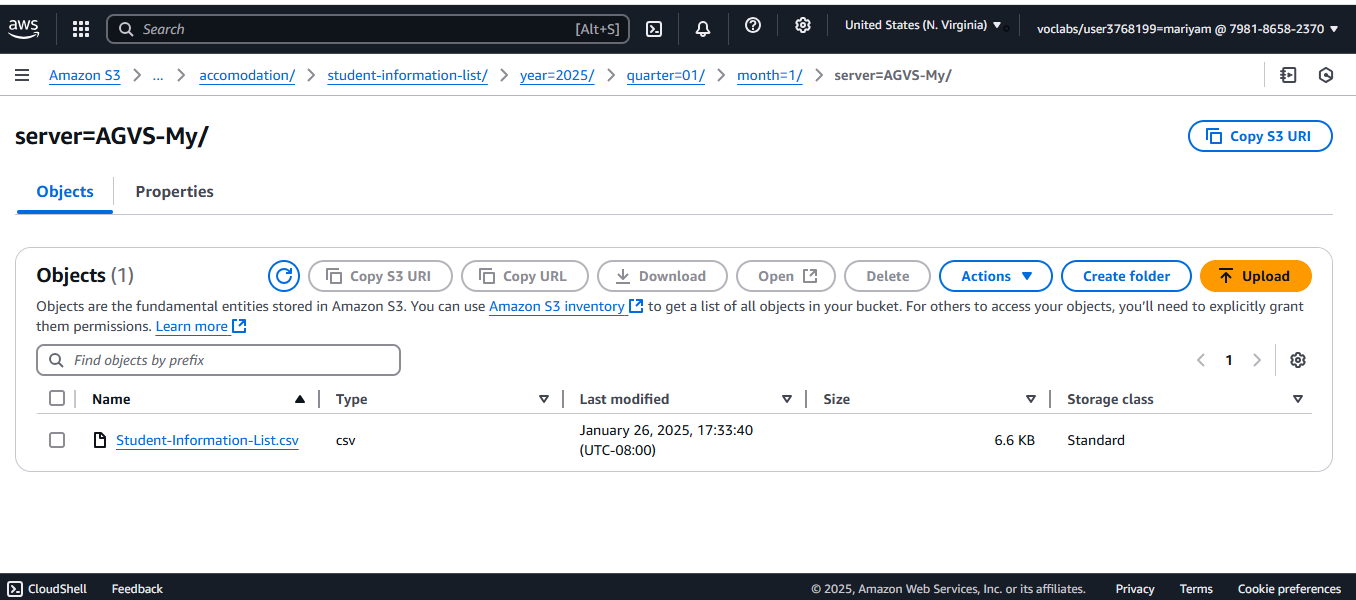 aws
Search [Alt+S] United States (N. Virginia) voclabs/user3768199=mariyam @ 7981-8658-2370
Amazon S3 ... accomodation/ student-information-list/ year=2025/ quarter=01/ month=1/ server=AGVS-My/
server=AGVS-My/ Copy S3 URI
Objects Properties
Objects (1) Copy S3 URI Copy URL Download Open Delete Actions Create folder Upload
Objects are the fundamental entities stored in Amazon S3. You can use Amazon S3 inventory to get a list of all objects in your bucket. For others to access your objects, you'll need to explicitly grant
them permissions. Learn more
Find objects by prefix 1
Name Type Last modified Size Storage class
Student-Information-List.csv csv January 26, 2025, 17:33:40 6.6 KB Standard
(UTC-08:00)
CloudShell Feedback © 2025, Amazon Web Services, Inc. or its affiliates. Privacy Terms Cookie preferences